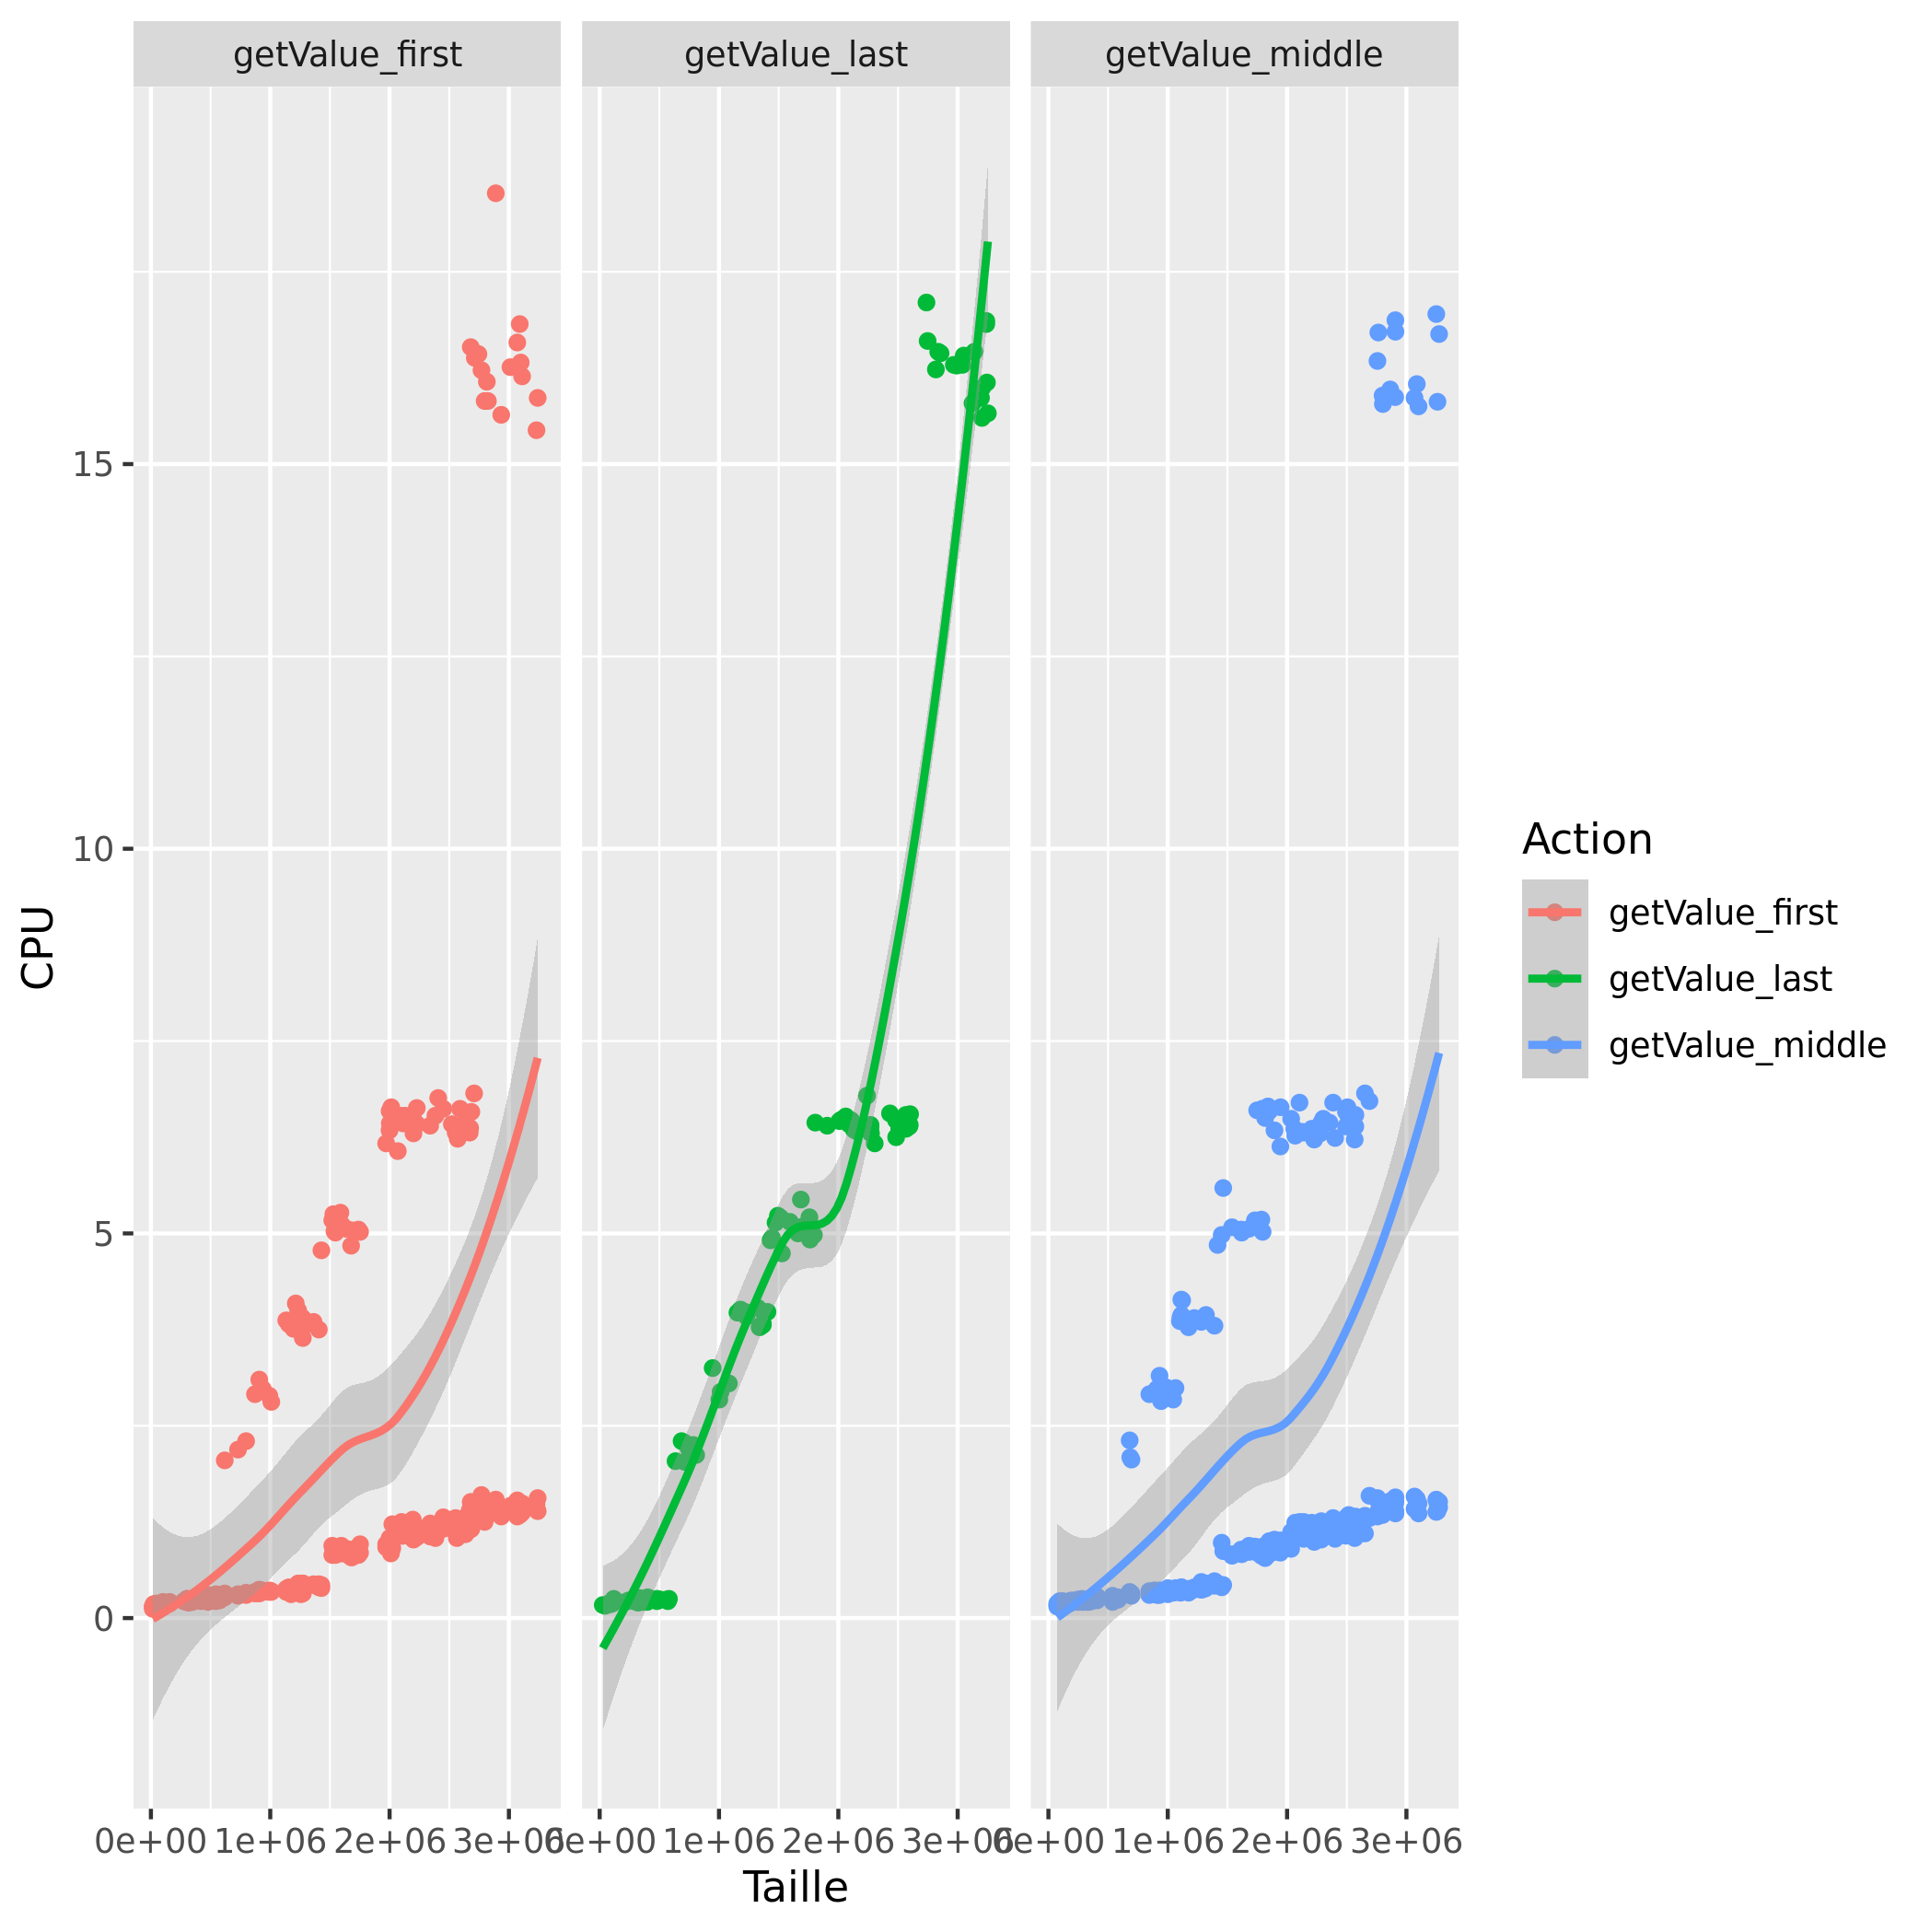 getValue_first getValue_last getValue_middle
15
10
5
0
CPU
0e+00 1e+06 2e+06 3e+06 0e+00 1e+06 2e+06 3e+06 0e+00 1e+06 2e+06 3e+06
Taille
Action
getValue_first
getValue_last
getValue_middle